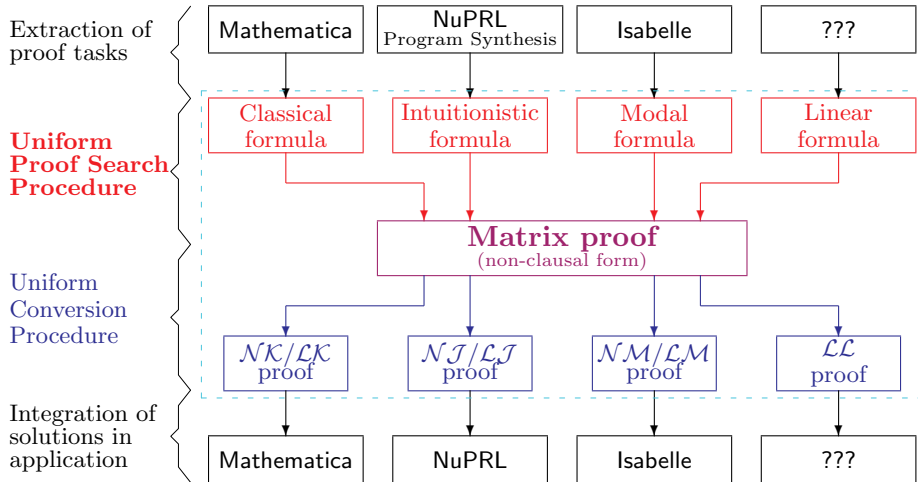 Extraction of
proof tasks
Mathematica
NuPRL
Program Synthesis
Isabelle
???
Uniform
Proof Search
Procedure
Classical
formula
Intuitionistic
formula
Modal
formula
Linear
formula
Matrix proof
(non-clausal form)
Uniform
Conversion
Procedure
𝒩𝒦/ℒ𝒦
proof
𝒩𝒥/ℒ𝒥
proof
𝒩ℳ/ℒℳ
proof
ℒℒ
proof
Integration of
solutions in
application
Mathematica
NuPRL
Isabelle
???